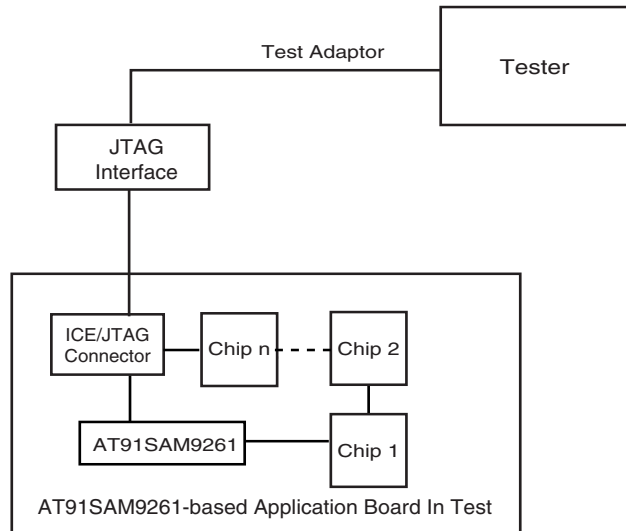 Test Adaptor
Tester
JTAG
Interface
ICE/JTAG
Connector
Chip n
Chip 2
AT91SAM9261
Chip 1
AT91SAM9261-based Application Board In Test